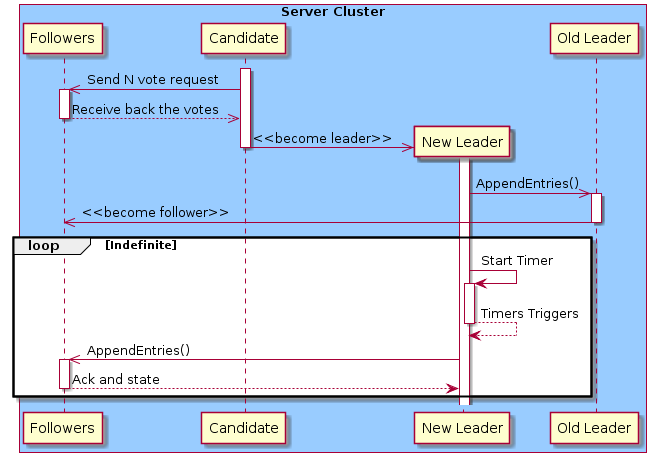 Server Cluster
Followers
Candidate
Old Leader
Send N vote request
Receive back the votes
<<become leader>>
New Leader
AppendEntries()
<<become follower>>
loop [Indefinite]
Start Timer
Timers Triggers
AppendEntries()
Ack and state
Followers
Candidate
New Leader
Old Leader